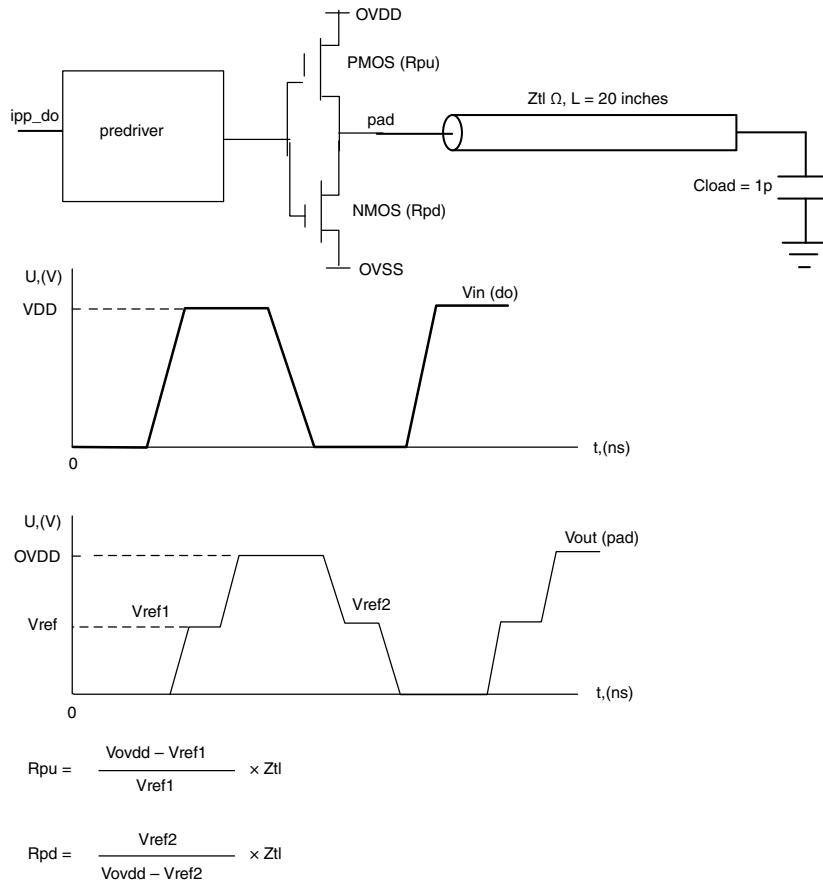 OVDD
PMOS (Rpu)
ipp_do
predriver
pad
Ztl Ω, L = 20 inches
Cload = 1p
NMOS (Rpd)
OVSS
U,(V)
VDD
Vin (do)
t,(ns)
0
U,(V)
OVDD
Vout (pad)
Vref
Vref1
Vref2
t,(ns)
0
Vovdd – Vref1
Rpu = × Ztl
Vref1
Vref2
Rpd = × Ztl
Vovdd – Vref2